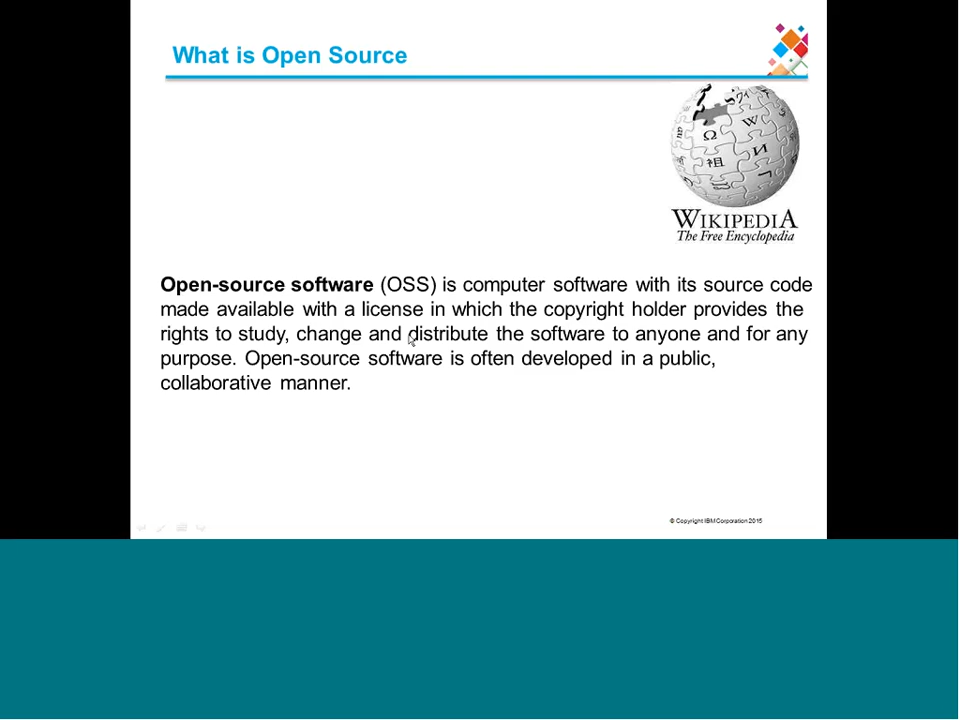 What is Open Source
Ω
W
И
祖
WIKIPEDIA
The Free Encyclopedia
Open-source software (OSS) is computer software with its source code
made available with a license in which the copyright holder provides the
rights to study, change and distribute the software to anyone and for any
purpose. Open-source software is often developed in a public,
collaborative manner.
© Copyright IBM Corporation 2015